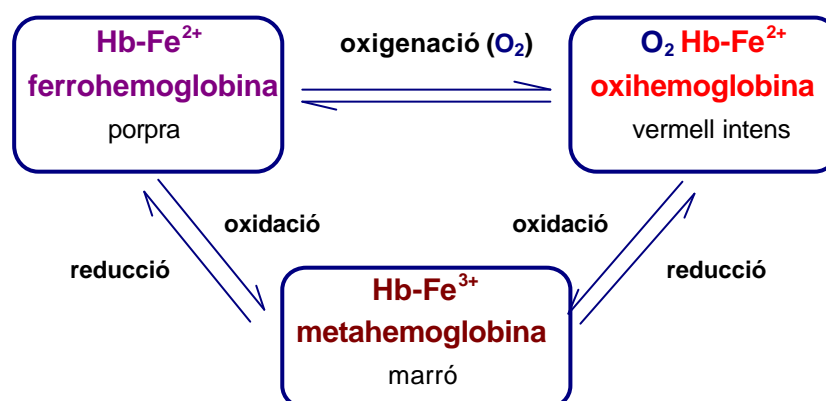 Hb-Fe²⁺
ferrohemoglobina
porpra
oxigenació (O₂)
O₂ Hb-Fe²⁺
oxihemoglobina
vermell intens
oxidació
reducció
oxidació
reducció
Hb-Fe³⁺
metahemoglobina
marró